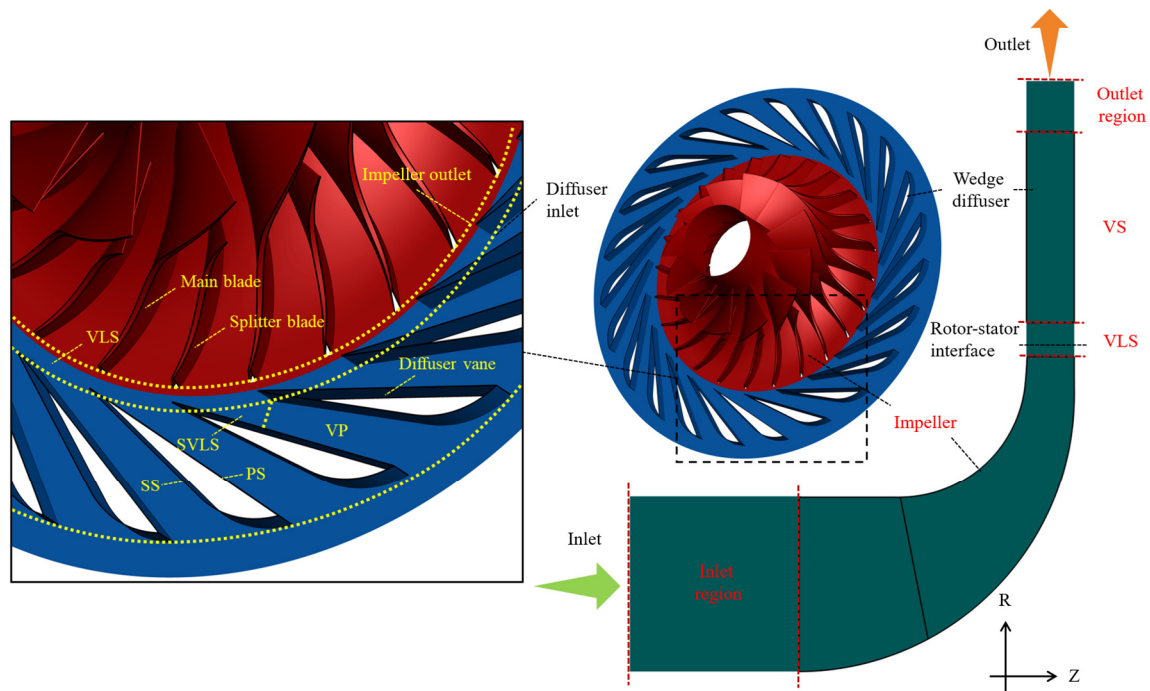 Impeller outlet
Main blade
Splitter blade
VLS
Diffuser vane
SVLS
VP
PS
SS
Diffuser
inlet
Outlet
Outlet
region
Wedge
diffuser
VS
Rotor-stator
interface
VLS
Impeller
Inlet
Inlet
region
R
Z